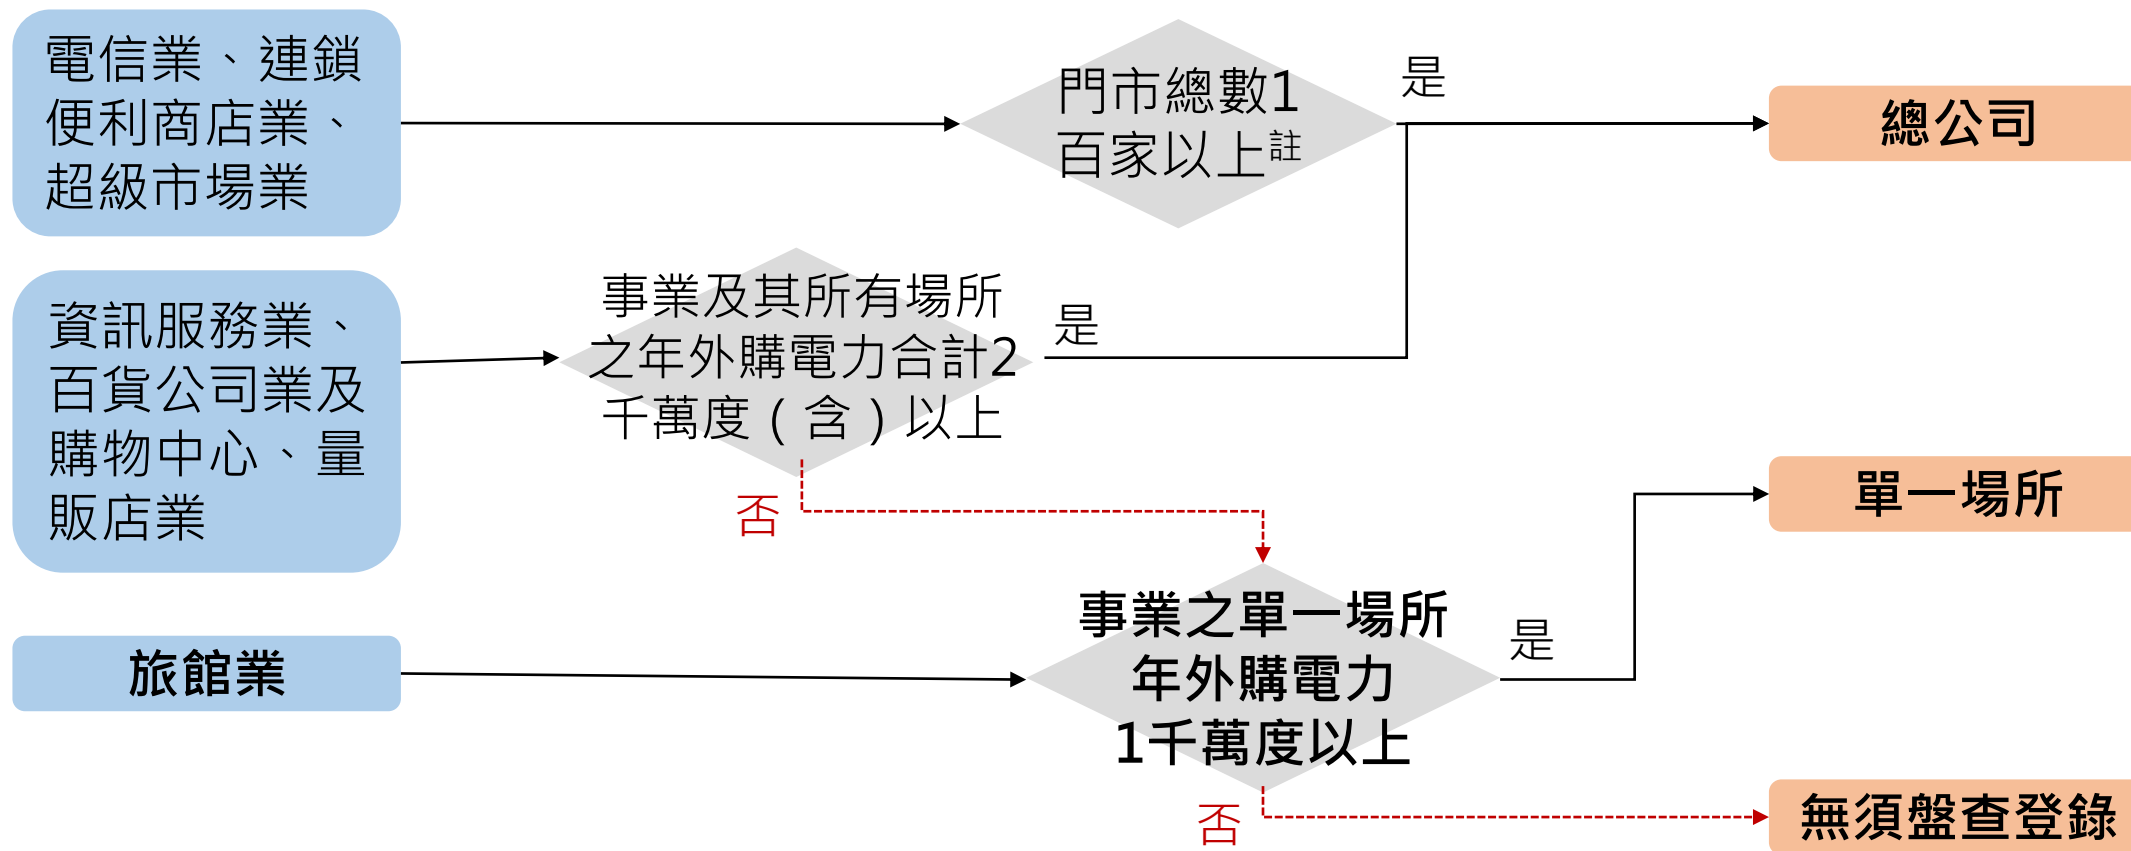 電信業、連鎖
便利商店業、
超級市場業
門市總數1
百家以上註
是
總公司
資訊服務業、
百貨公司業及
購物中心、量
販店業
事業及其所有場所
之年外購電力合計2
千萬度（含）以上
是
否
單一場所
旅館業
事業之單一場所
年外購電力
1千萬度以上
是
否
無須盤查登錄